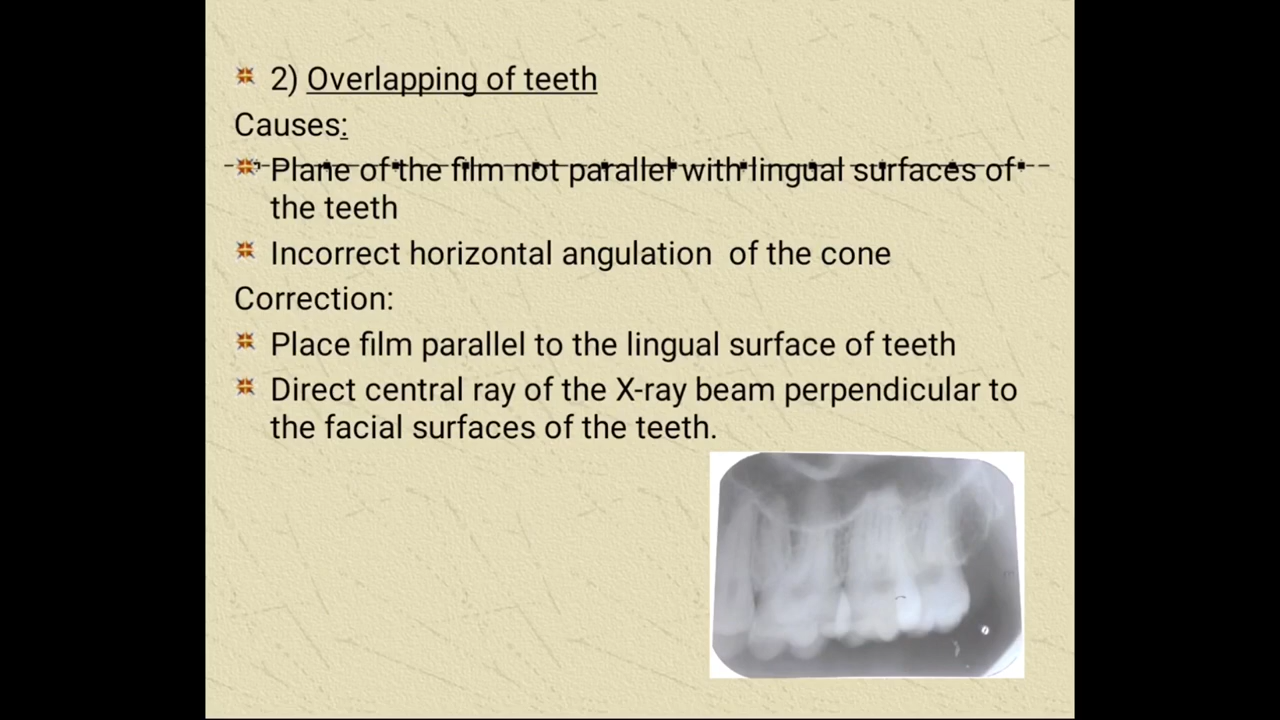 2) Overlapping of teeth
Causes:
Plane of the film not parallel with lingual surfaces of
the teeth
Incorrect horizontal angulation of the cone
Correction:
Place film parallel to the lingual surface of teeth
Direct central ray of the X-ray beam perpendicular to
the facial surfaces of the teeth.